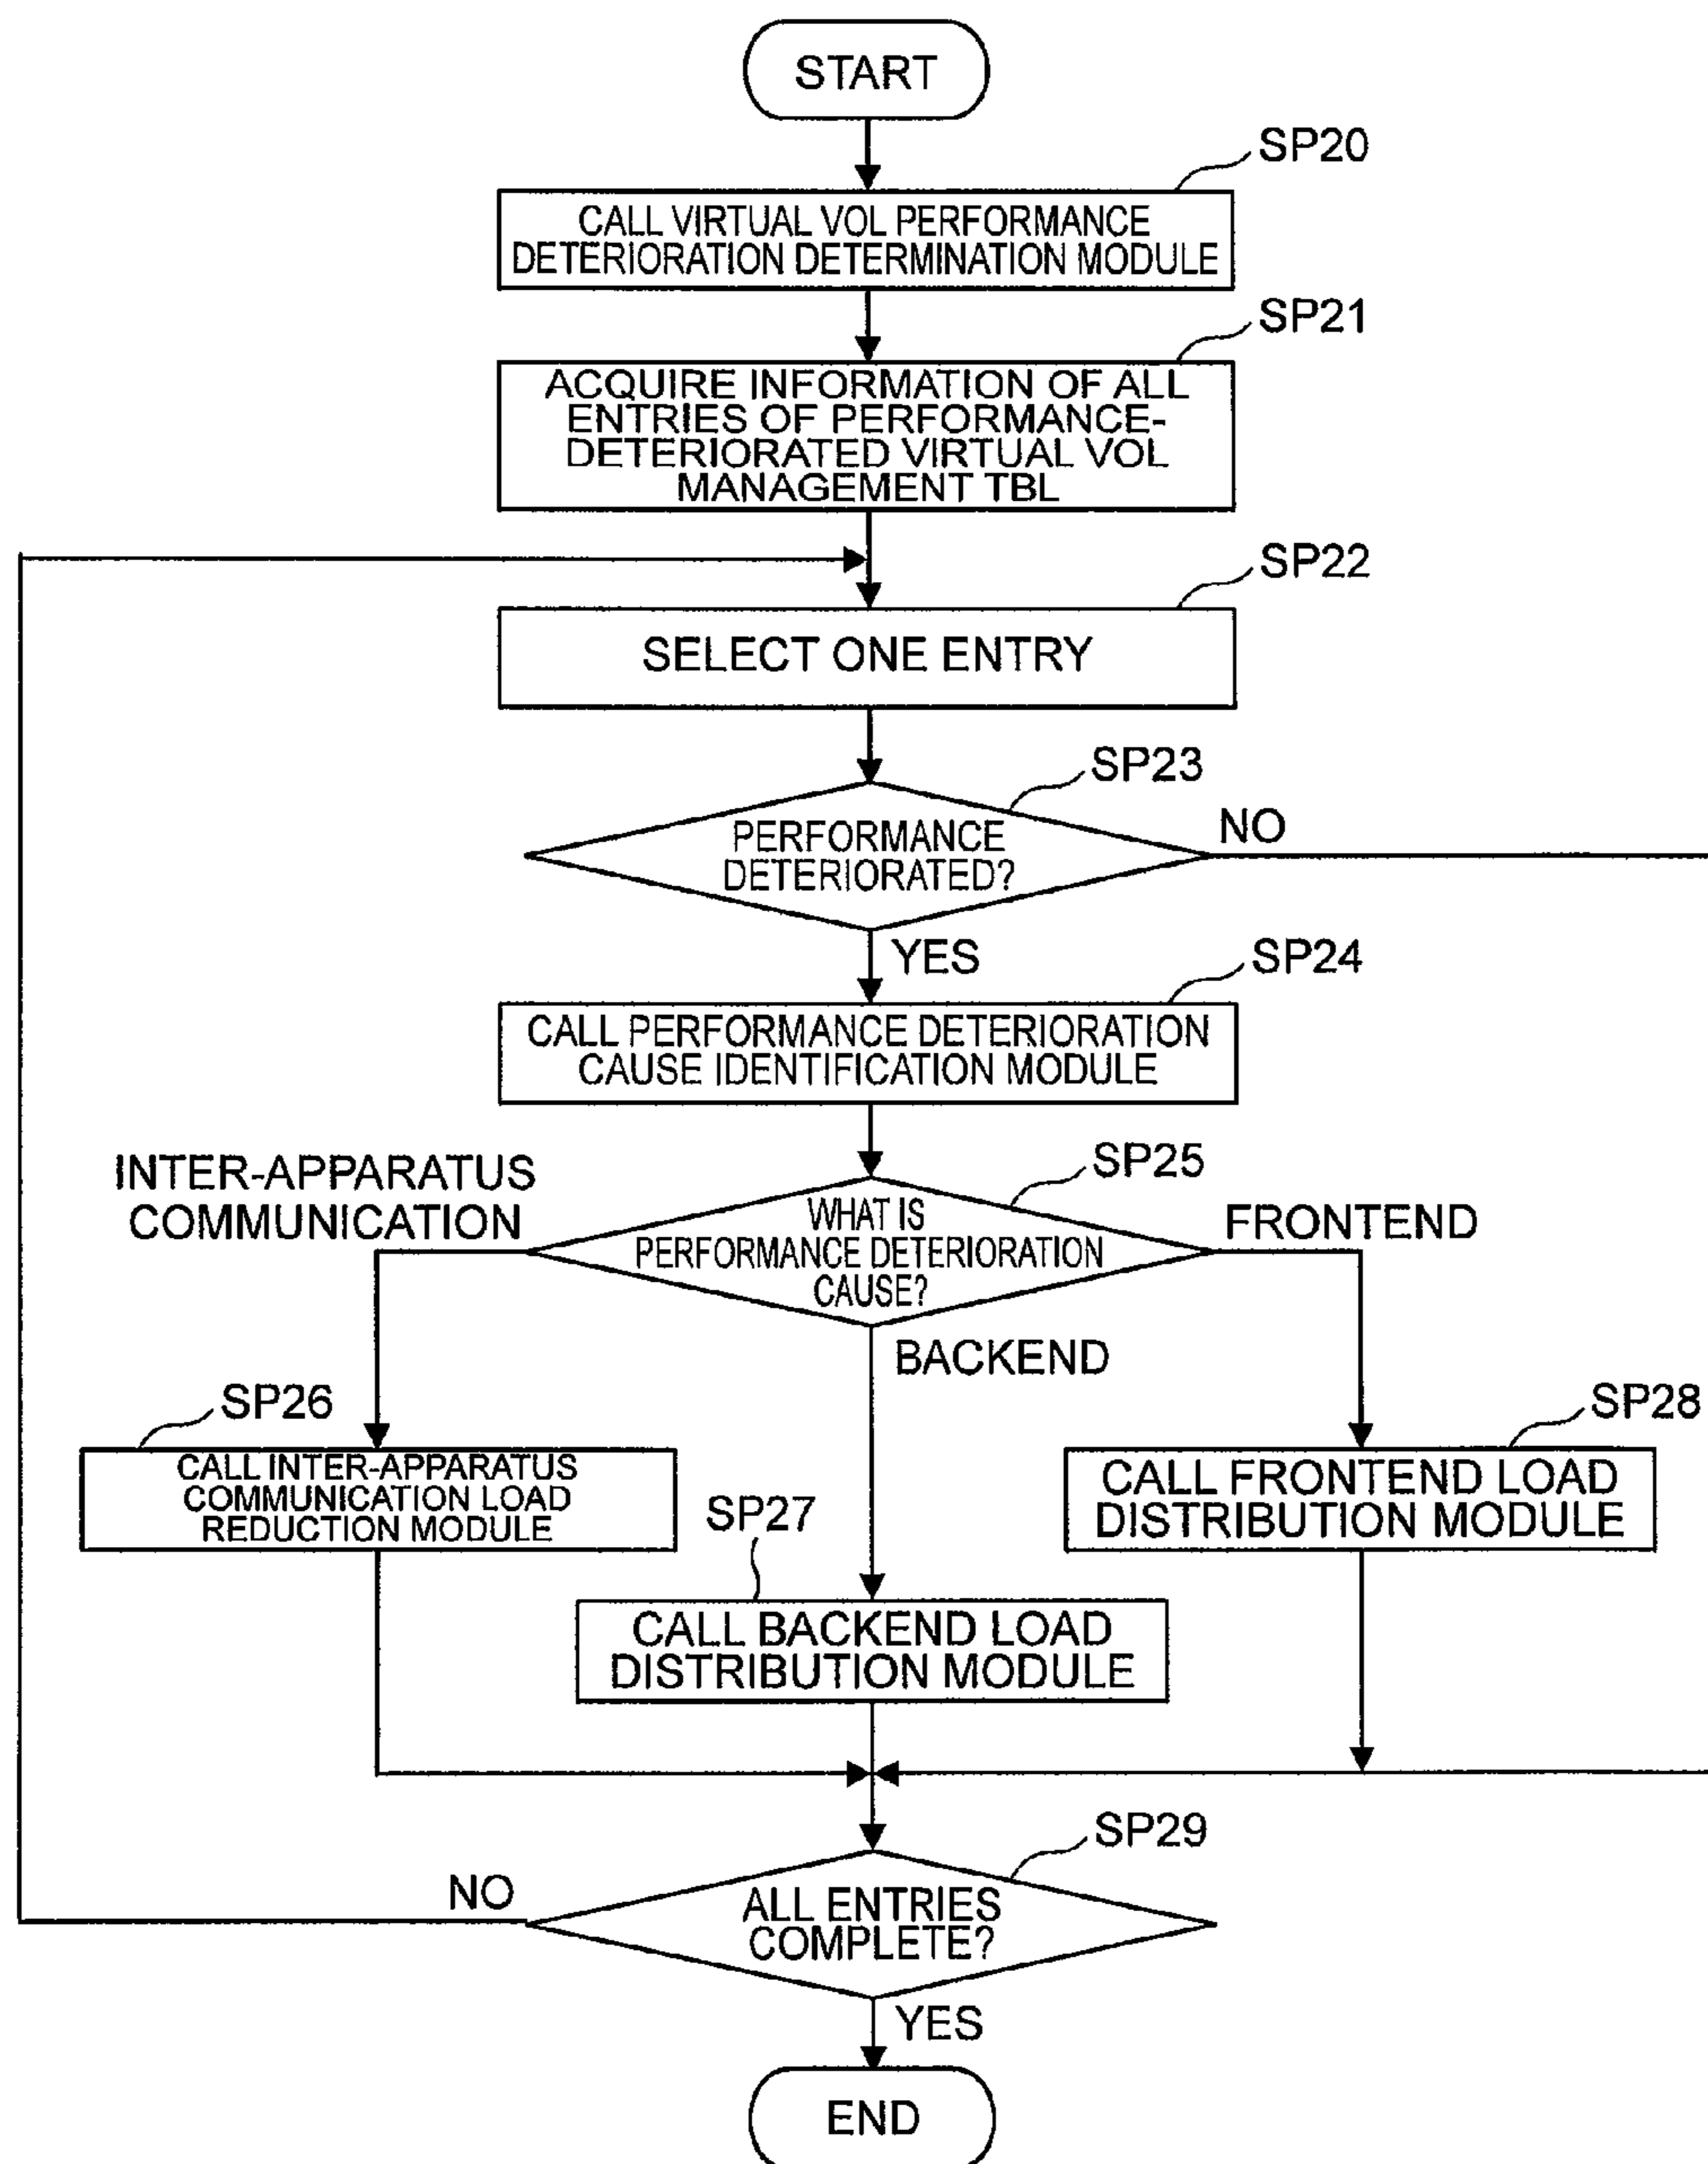 START
SP20
CALL VIRTUAL VOL PERFORMANCE
DETERIORATION DETERMINATION MODULE
SP21
ACQUIRE INFORMATION OF ALL
ENTRIES OF PERFORMANCE-
DETERIORATED VIRTUAL VOL
MANAGEMENT TBL
SP22
SELECT ONE ENTRY
SP23
PERFORMANCE
DETERIORATED?
NO
YES
SP24
CALL PERFORMANCE DETERIORATION
CAUSE IDENTIFICATION MODULE
SP25
WHAT IS
PERFORMANCE DETERIORATION
CAUSE?
INTER-APPARATUS
COMMUNICATION
FRONTEND
BACKEND
SP26
CALL INTER-APPARATUS
COMMUNICATION LOAD
REDUCTION MODULE
SP27
CALL BACKEND LOAD
DISTRIBUTION MODULE
SP28
CALL FRONTEND LOAD
DISTRIBUTION MODULE
SP29
ALL ENTRIES
COMPLETE?
NO
YES
END